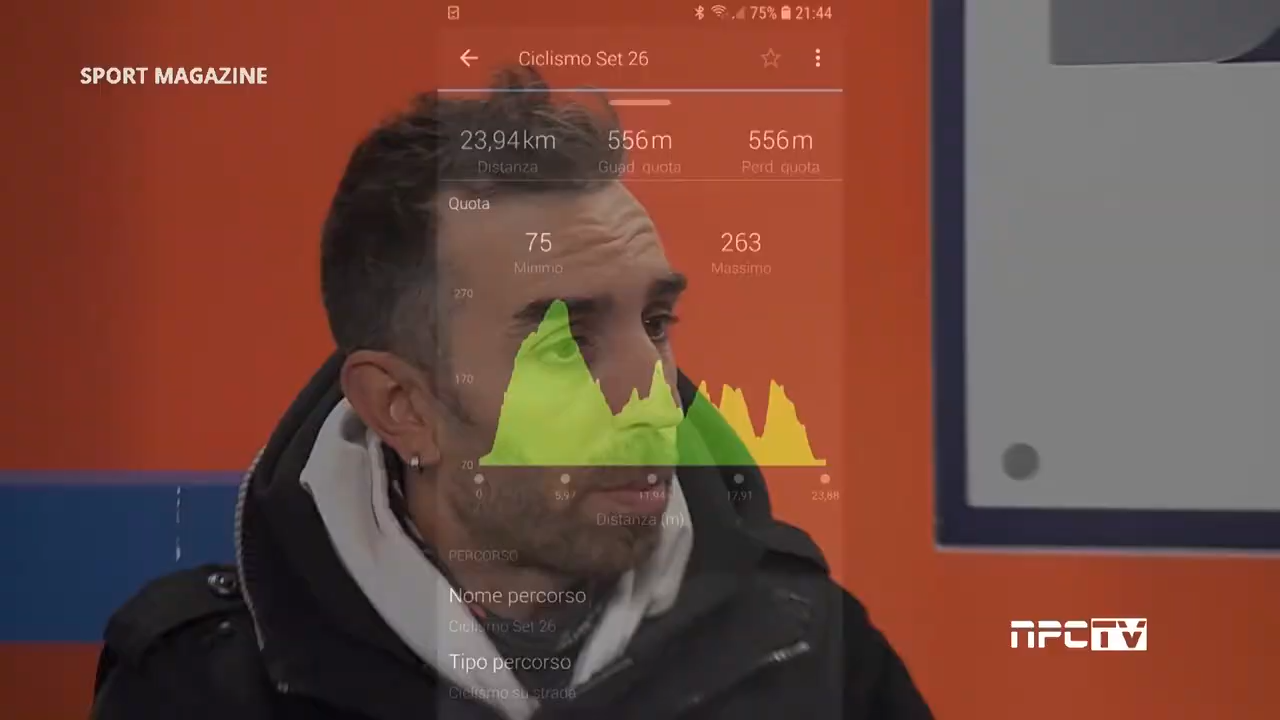 75% 21:44
SPORT MAGAZINE
Ciclismo Set 26
23,94km 556m 556m
Distanza Guad. quota Perd. quota
Quota
75 263
Minimo Massimo
270
170
70
0 5,97 11,94 17,91 23,88
Distanza (m)
PERCORSO
Nome percorso
Ciclismo Set 26
NPCTV
Tipo percorso
Ciclismo su strada